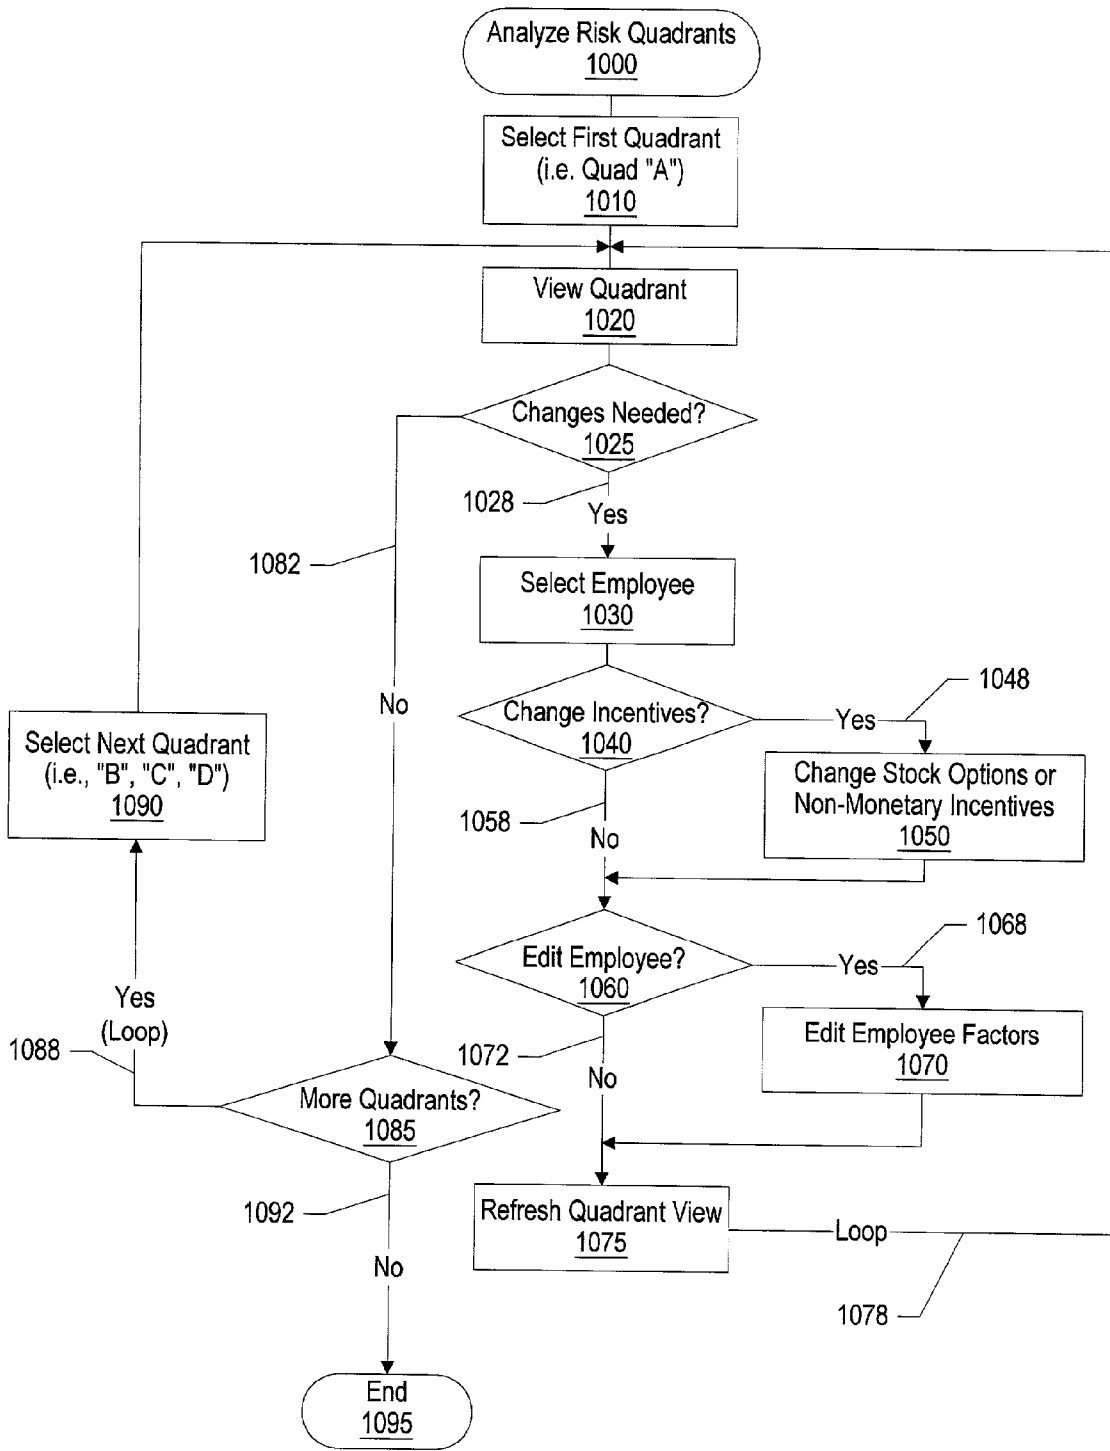 Analyze Risk Quadrants
1000
Select First Quadrant
(i.e. Quad "A")
1010
View Quadrant
1020
Changes Needed?
1025
1028
Yes
1082
Select Employee
1030
No
Change Incentives?
1040
Yes
1048
Select Next Quadrant
(i.e., "B", "C", "D")
1090
Change Stock Options or
Non-Monetary Incentives
1050
1058
No
Edit Employee?
1060
Yes
1068
Yes
(Loop)
1088
1072
No
Edit Employee Factors
1070
More Quadrants?
1085
1092
No
Refresh Quadrant View
1075
Loop
1078
End
1095